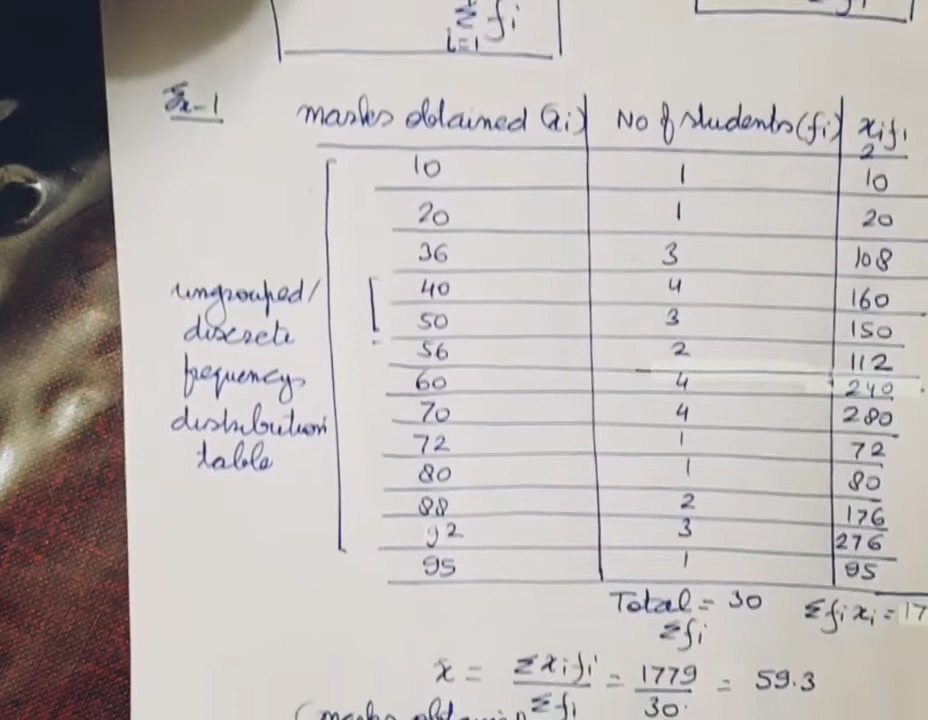 Σ fi
i=1
Ex-1
marks obtained (xi) No of students (fi) xifi
2
10 1 10
20 1 20
36 3 108
40 4 160
50 3 150
56 2 112
60 4 240
70 4 280
72 1 72
80 1 80
88 2 176
92 3 276
95 1 95
ungrouped/
discrete
frequency
distribution
table
Total = 30 Σfixi = 17
Σfi
x̄ = Σxifi / Σfi = 1779 / 30 = 59.3
(marks